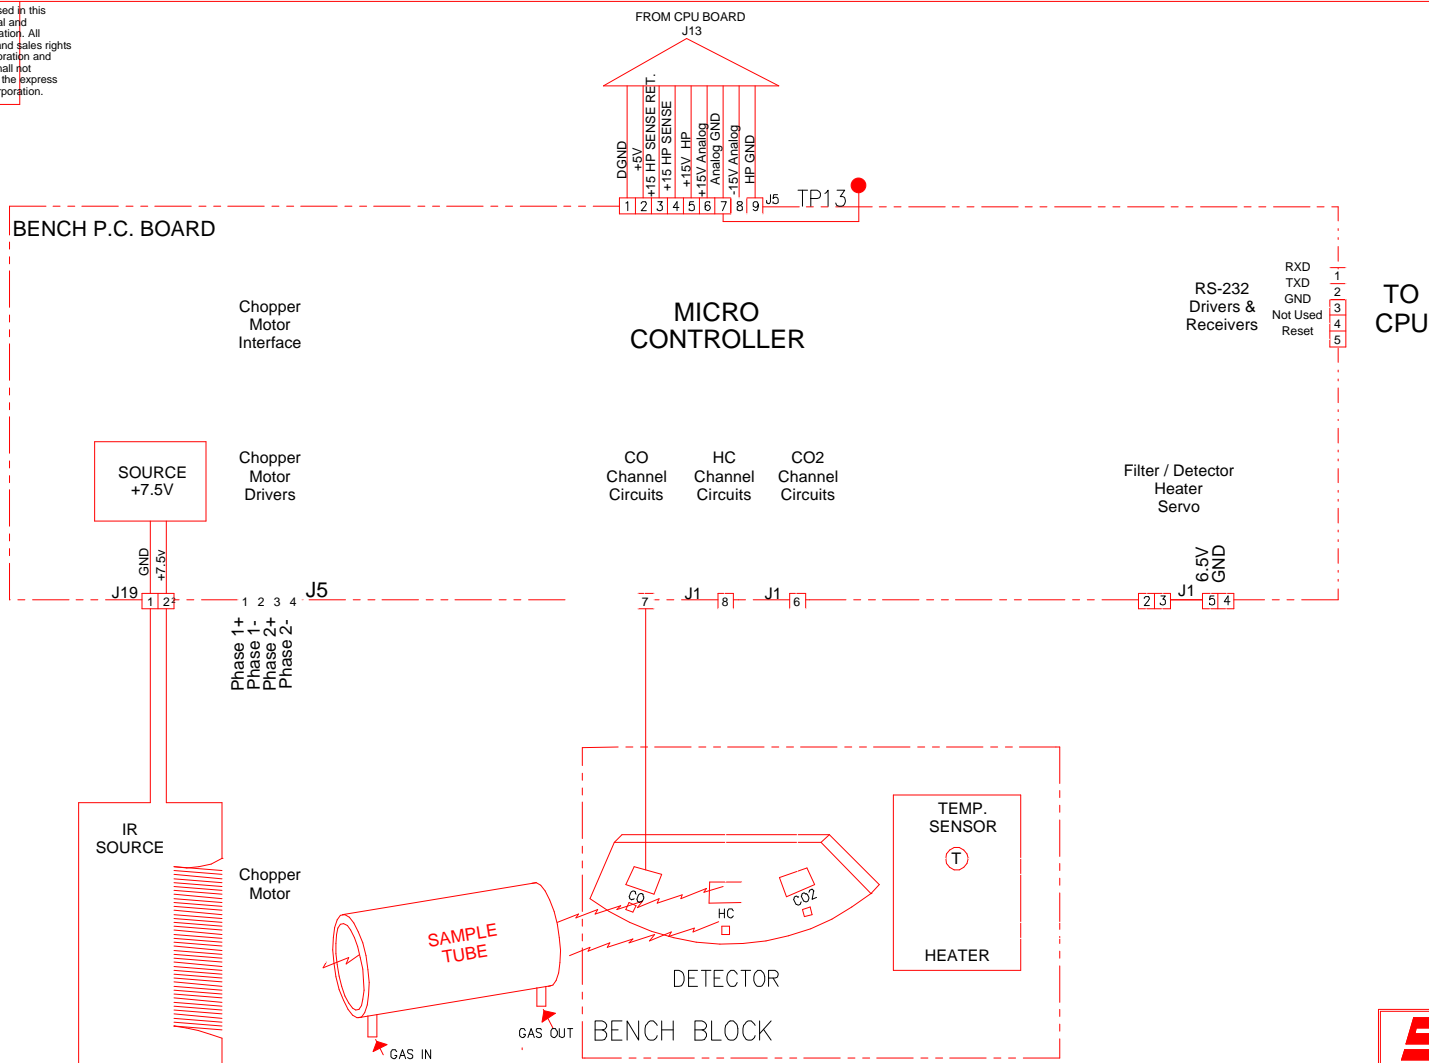 sed in this
al and
ation. All
and sales rights
oration and
hall not
the express
rporation.
FROM CPU BOARD
J13
DGND
+5V
+15 HP SENSE RET.
+15 HP SENSE
+15V HP
+15V Analog
Analog GND
-15V Analog
HP GND
1 2 3 4 5 6 7 8 9 J5
TP13
BENCH P.C. BOARD
Chopper
Motor
Interface
MICRO
CONTROLLER
RS-232
Drivers &
Receivers
RXD
TXD
GND
Not Used
Reset
1
2
3
4
5
TO
CPU
SOURCE
+7.5V
Chopper
Motor
Drivers
CO
Channel
Circuits
HC
Channel
Circuits
CO2
Channel
Circuits
Filter / Detector
Heater
Servo
GND
+7.5v
6.5V
GND
J19 1 2 2
1 2 3 4 J5
7
J1 8
J1 6
2 3 J1 5 4
Phase 1+
Phase 1-
Phase 2+
Phase 2-
IR
SOURCE
Chopper
Motor
SAMPLE
TUBE
GAS IN
GAS OUT
CO
HC
CO2
DETECTOR
BENCH BLOCK
TEMP.
SENSOR
T
HEATER